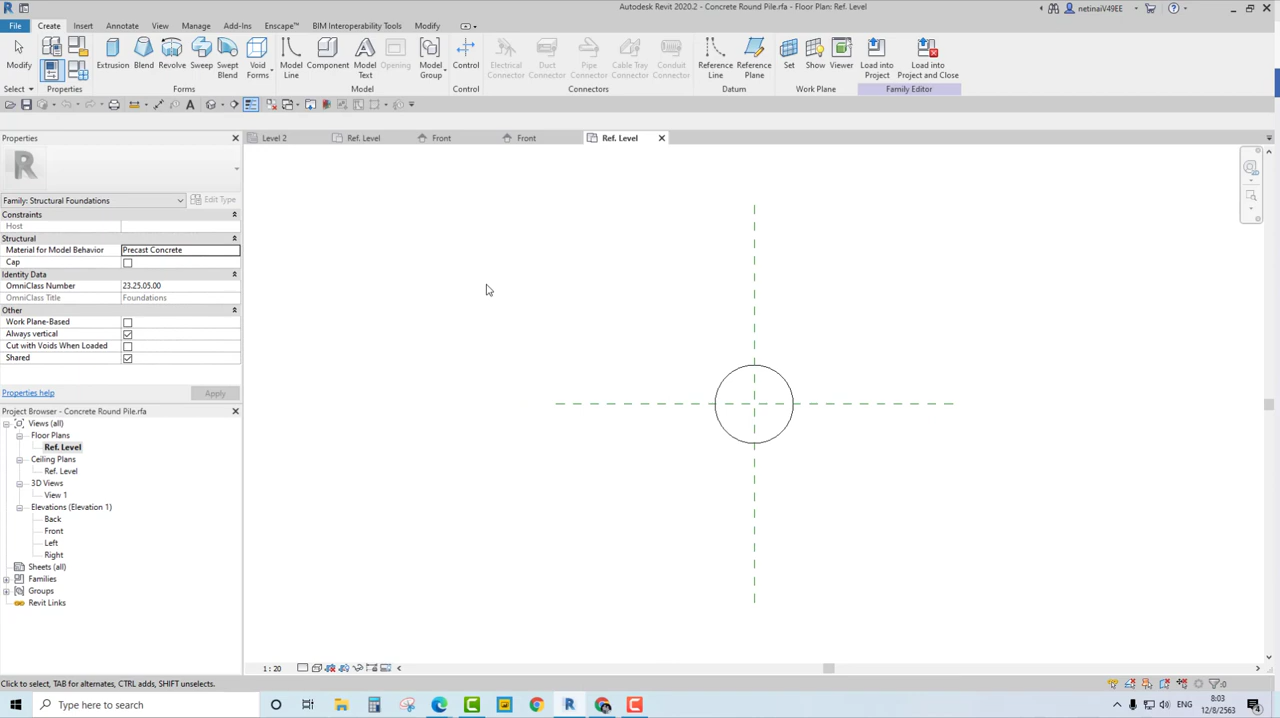 Autodesk Revit 2020.2 - Concrete Round Pile.rfa - Floor Plan: Ref. Level
netinaiV49EE
File Create Insert Annotate View Manage Add-Ins Enscape™ BIM Interoperability Tools Modify
Modify Extrusion Blend Revolve Sweep Swept Blend Void Forms Model Line Component Model Text Opening Model Group Control Electrical Connector Duct Connector Pipe Connector Cable Tray Connector Conduit Connector Reference Line Reference Plane Set Show Viewer Load into Project Load into Project and Close
Select Properties Forms Model Control Connectors Datum Work Plane Family Editor
Properties
Level 2 Ref. Level Front Front Ref. Level
Family: Structural Foundations Edit Type
Constraints
Host
Structural
Material for Model Behavior Precast Concrete
Cap
Identity Data
OmniClass Number 23.25.05.00
OmniClass Title Foundations
Other
Work Plane-Based
Always vertical
Cut with Voids When Loaded
Shared
Properties help Apply
Project Browser - Concrete Round Pile.rfa
Views (all)
Floor Plans
Ref. Level
Ceiling Plans
Ref. Level
3D Views
View 1
Elevations (Elevation 1)
Back
Front
Left
Right
Sheets (all)
Families
Groups
Revit Links
1 : 20
Click to select, TAB for alternates, CTRL adds, SHIFT unselects.
:0
Type here to search
ENG
8:03
12/8/2563
4